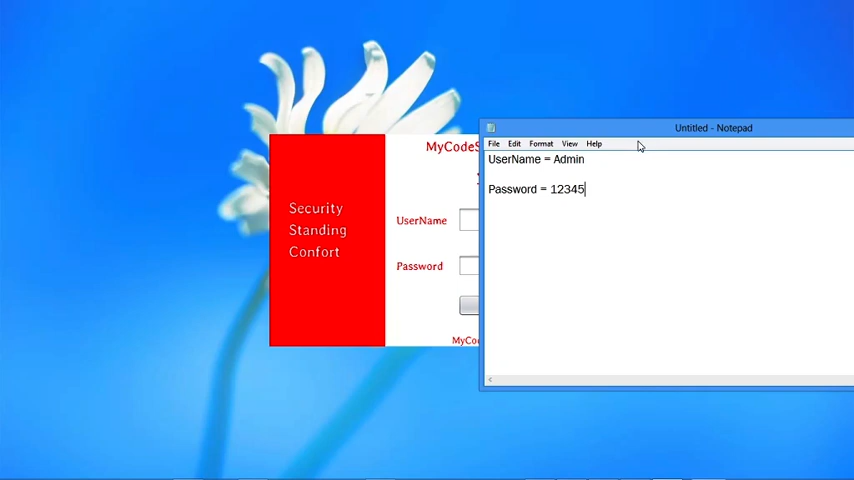 Untitled - Notepad
File Edit Format View Help
UserName = Admin
Password = 12345
MyCodeS
Security
Standing
Confort
UserName
Password
MyCo